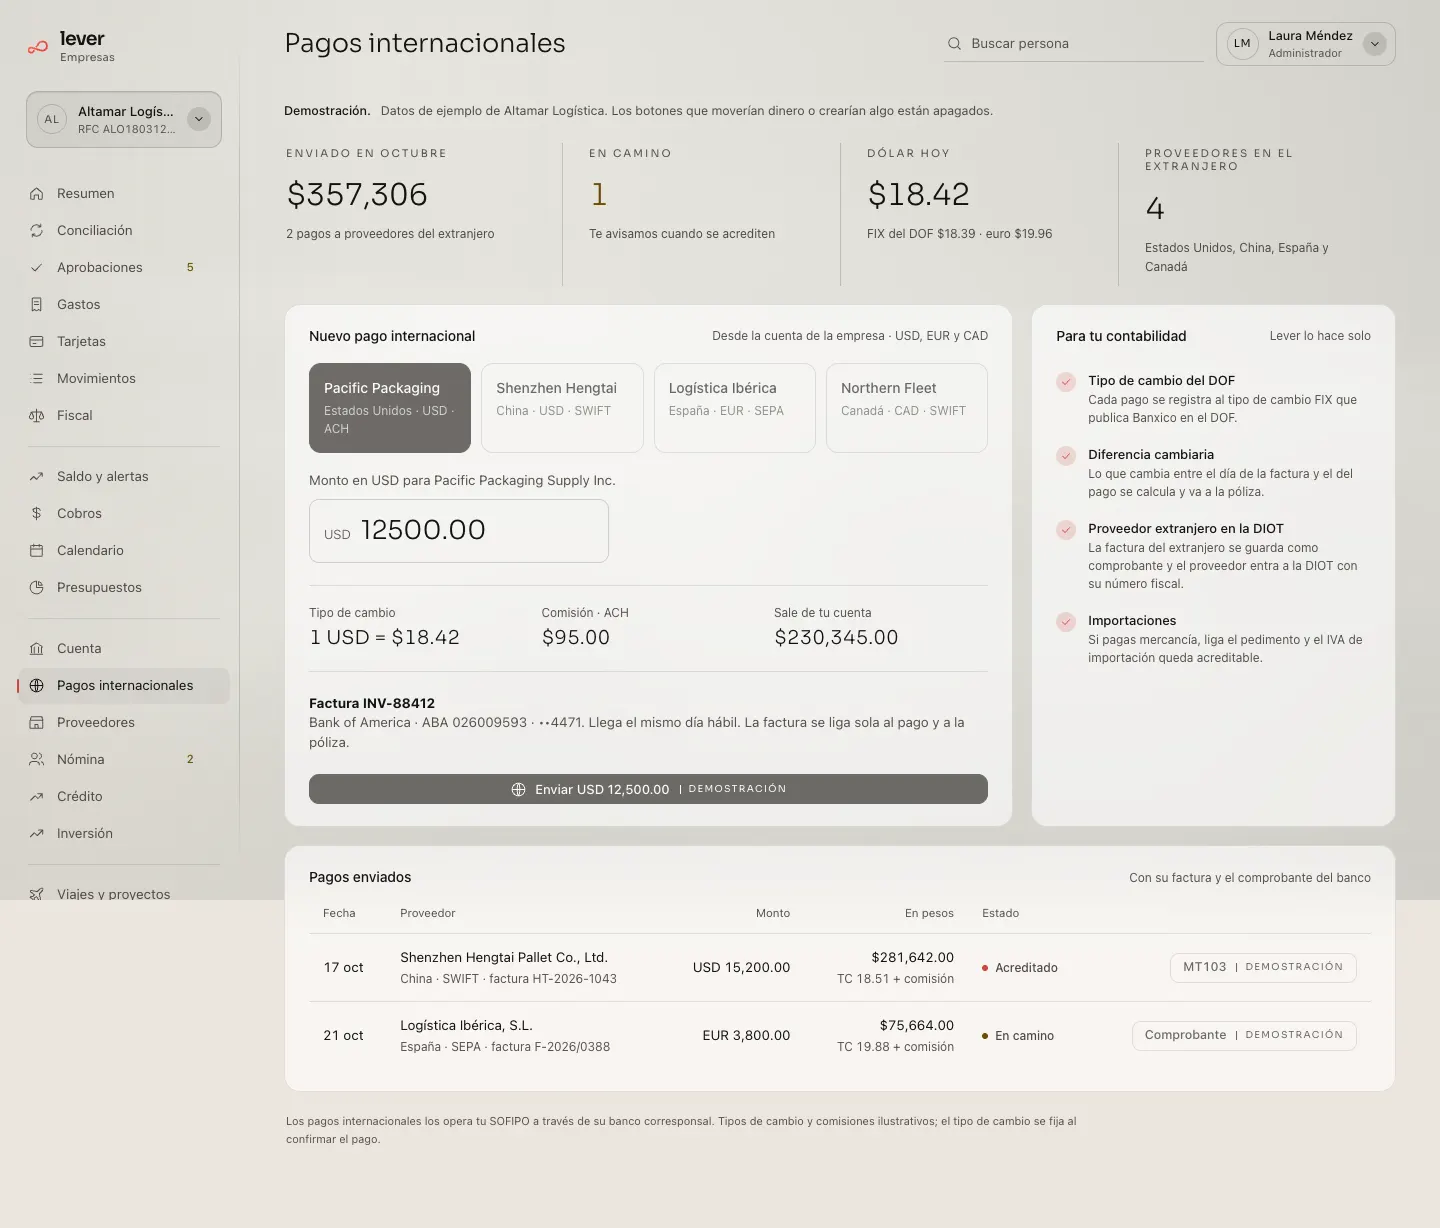 lever
Empresas
AL
Altamar Logís...
RFC ALO180312...
Resumen
Conciliación
Aprobaciones 5
Gastos
Tarjetas
Movimientos
Fiscal
Saldo y alertas
Cobros
Calendario
Presupuestos
Cuenta
Pagos internacionales
Proveedores
Nómina 2
Crédito
Inversión
Viajes y proyectos
Pagos internacionales
Buscar persona
LM
Laura Méndez
Administrador
Demostración. Datos de ejemplo de Altamar Logística. Los botones que moverían dinero o crearían algo están apagados.
ENVIADO EN OCTUBRE
$357,306
2 pagos a proveedores del extranjero
EN CAMINO
1
Te avisamos cuando se acrediten
DÓLAR HOY
$18.42
FIX del DOF $18.39 · euro $19.96
PROVEEDORES EN EL
EXTRANJERO
4
Estados Unidos, China, España y
Canadá
Nuevo pago internacional
Desde la cuenta de la empresa · USD, EUR y CAD
Pacific Packaging
Estados Unidos · USD ·
ACH
Shenzhen Hengtai
China · USD · SWIFT
Logística Ibérica
España · EUR · SEPA
Northern Fleet
Canadá · CAD · SWIFT
Monto en USD para Pacific Packaging Supply Inc.
USD 12500.00
Tipo de cambio
1 USD = $18.42
Comisión · ACH
$95.00
Sale de tu cuenta
$230,345.00
Factura INV-88412
Bank of America · ABA 026009593 · ••4471. Llega el mismo día hábil. La factura se liga sola al pago y a la
póliza.
Enviar USD 12,500.00 | DEMOSTRACIÓN
Para tu contabilidad
Lever lo hace solo
Tipo de cambio del DOF
Cada pago se registra al tipo de cambio FIX que
publica Banxico en el DOF.
Diferencia cambiaria
Lo que cambia entre el día de la factura y el del
pago se calcula y va a la póliza.
Proveedor extranjero en la DIOT
La factura del extranjero se guarda como
comprobante y el proveedor entra a la DIOT con
su número fiscal.
Importaciones
Si pagas mercancía, liga el pedimento y el IVA de
importación queda acreditable.
Pagos enviados
Con su factura y el comprobante del banco
Fecha Proveedor Monto En pesos Estado
17 oct
Shenzhen Hengtai Pallet Co., Ltd.
China · SWIFT · factura HT-2026-1043
USD 15,200.00
$281,642.00
TC 18.51 + comisión
Acreditado
MT103 | DEMOSTRACIÓN
21 oct
Logística Ibérica, S.L.
España · SEPA · factura F-2026/0388
EUR 3,800.00
$75,664.00
TC 19.88 + comisión
En camino
Comprobante | DEMOSTRACIÓN
Los pagos internacionales los opera tu SOFIPO a través de su banco corresponsal. Tipos de cambio y comisiones ilustrativos; el tipo de cambio se fija al
confirmar el pago.